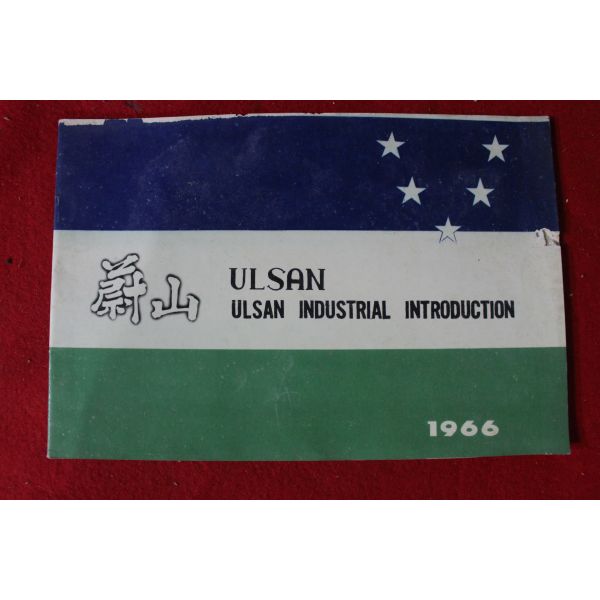 蔚山
ULSAN
ULSAN INDUSTRIAL INTRODUCTION
1966